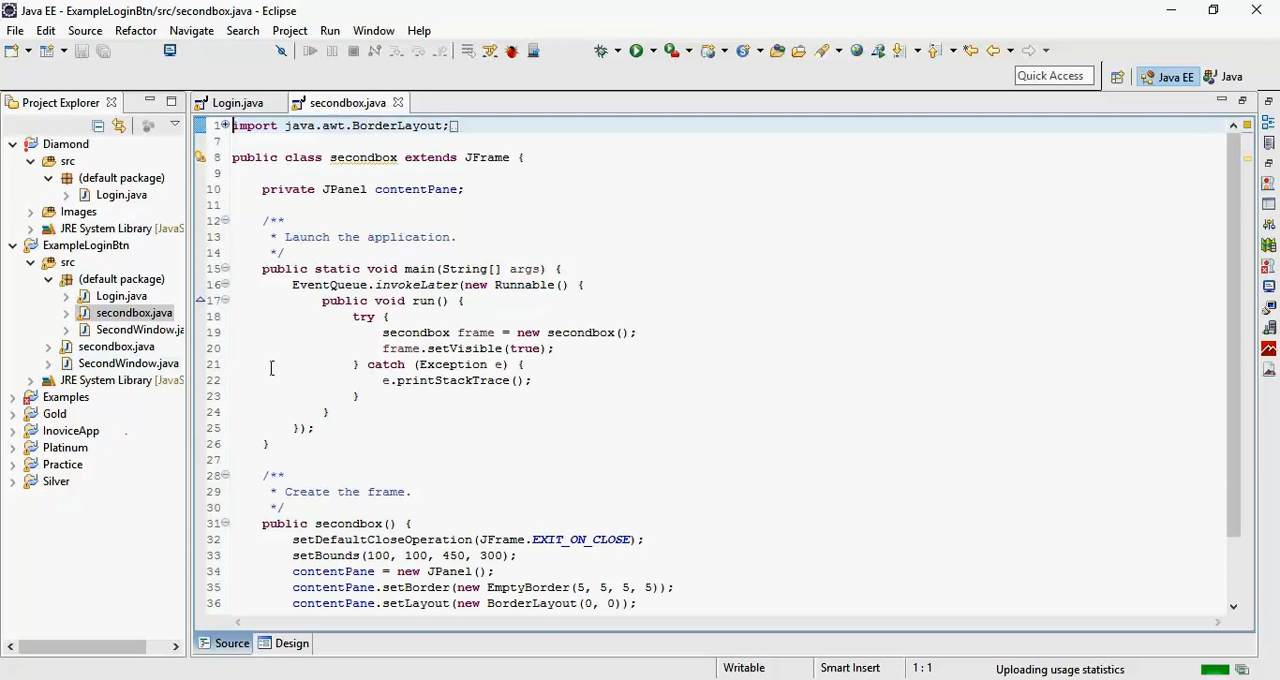 Java EE - ExampleLoginBtn/src/secondbox.java - Eclipse
File Edit Source Refactor Navigate Search Project Run Window Help
Quick Access Java EE Java
Project Explorer
Login.java secondbox.java
Diamond
src
(default package)
Login.java
Images
JRE System Library [JavaS
ExampleLoginBtn
src
(default package)
Login.java
secondbox.java
SecondWindow.ja
secondbox.java
SecondWindow.java
JRE System Library [JavaS
Examples
Gold
InoviceApp
Platinum
Practice
Silver
1 import java.awt.BorderLayout;
7
8 public class secondbox extends JFrame {
9
10 private JPanel contentPane;
11
12 /**
13 * Launch the application.
14 */
15 public static void main(String[] args) {
16 EventQueue.invokeLater(new Runnable() {
17 public void run() {
18 try {
19 secondbox frame = new secondbox();
20 frame.setVisible(true);
21 } catch (Exception e) {
22 e.printStackTrace();
23 }
24 }
25 });
26 }
27
28 /**
29 * Create the frame.
30 */
31 public secondbox() {
32 setDefaultCloseOperation(JFrame.EXIT_ON_CLOSE);
33 setBounds(100, 100, 450, 300);
34 contentPane = new JPanel();
35 contentPane.setBorder(new EmptyBorder(5, 5, 5, 5));
36 contentPane.setLayout(new BorderLayout(0, 0));
Source Design
Writable Smart Insert 1 : 1 Uploading usage statistics